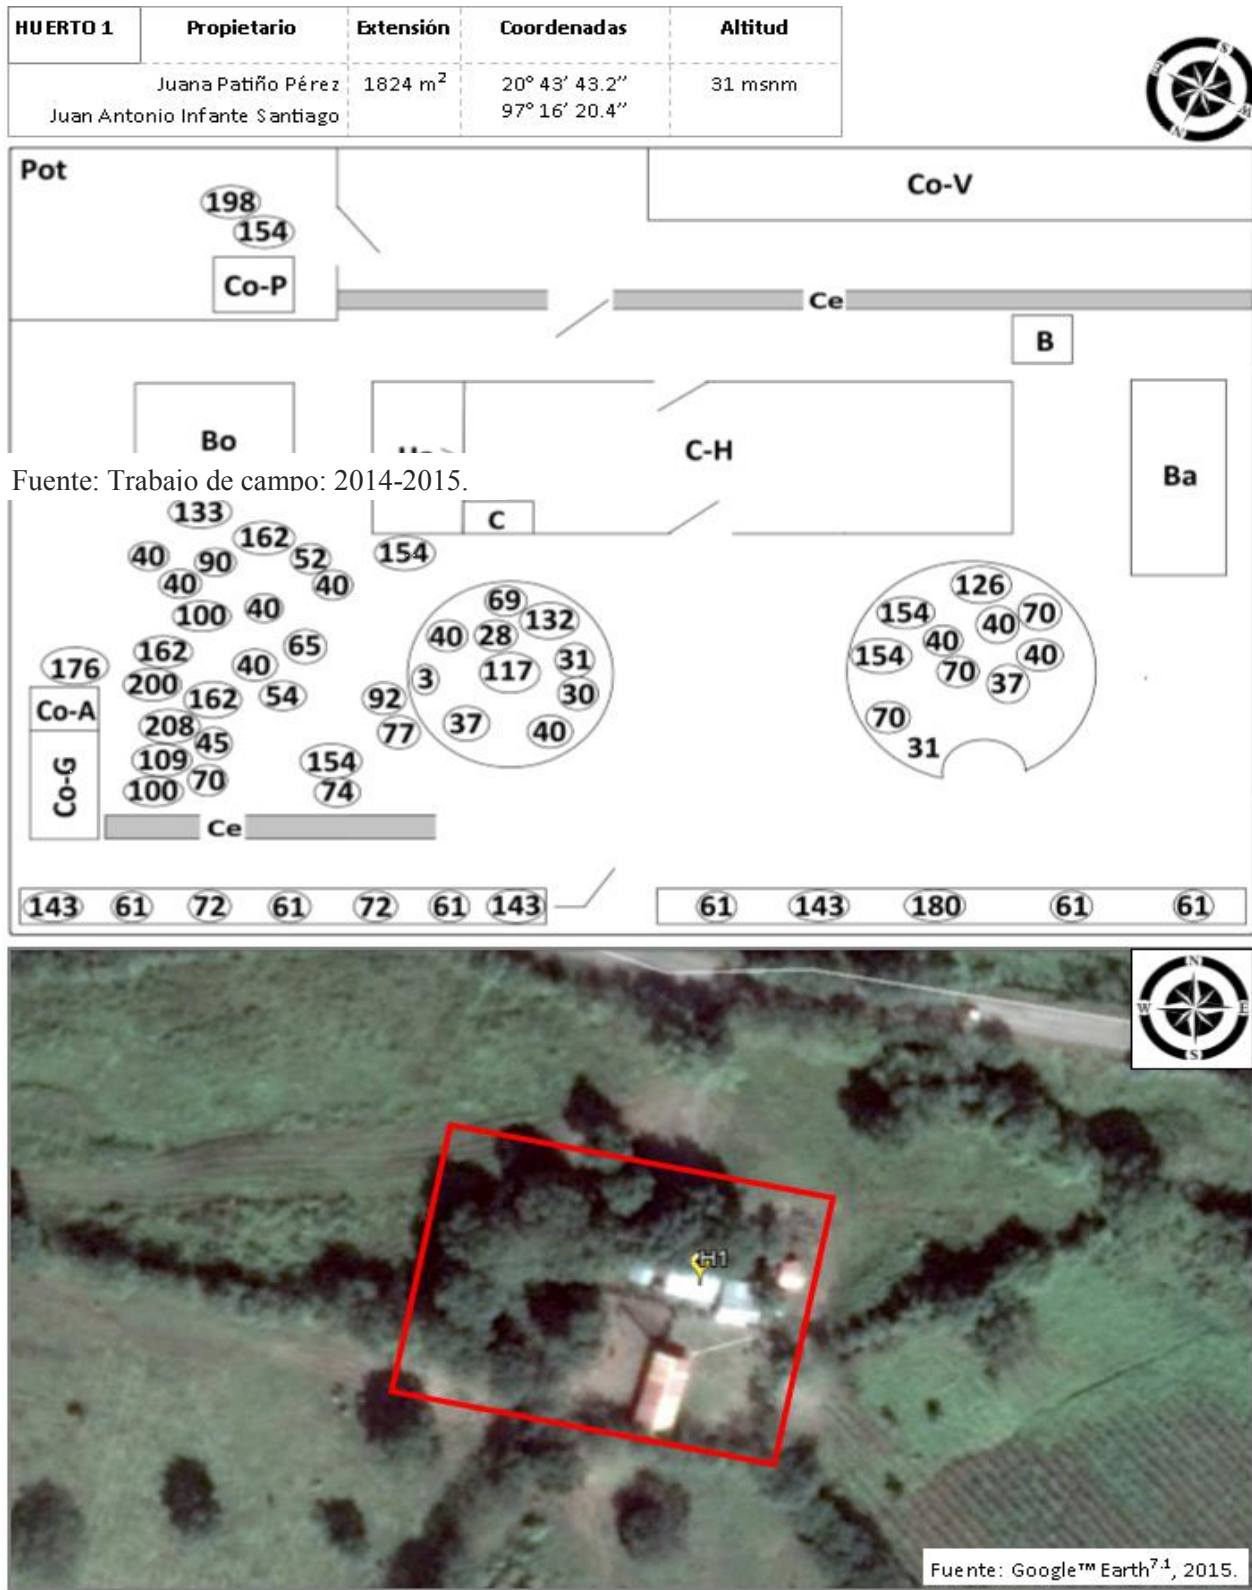 HUERTO 1 Propietario Extensión Coordenadas Altitud
Juana Patiño Pérez 1824 m² 20° 43’ 43.2’’ 31 msnm
Juan Antonio Infante Santiago 97° 16’ 20.4’’
S
E
W
N
Pot
Co-V
198
154
Co-P
Ce
B
Bo
C-H
Ba
Fuente: Trabajo de campo: 2014-2015.
133
C
162
40 90 52 154
40 40
100 40
69
132
40 28
65
162
40
31
176
200
117
3
162 54 92
30
Co-A
208
37
40
45
77
109
154
70
100
74
Co-G
126
154
40
70
40
154
40
70
37
70
31
Ce
143 61 72 61 72 61 143 61 143 180 61 61
N
W E
S
H1
Fuente: Google™ Earth⁷·¹, 2015.